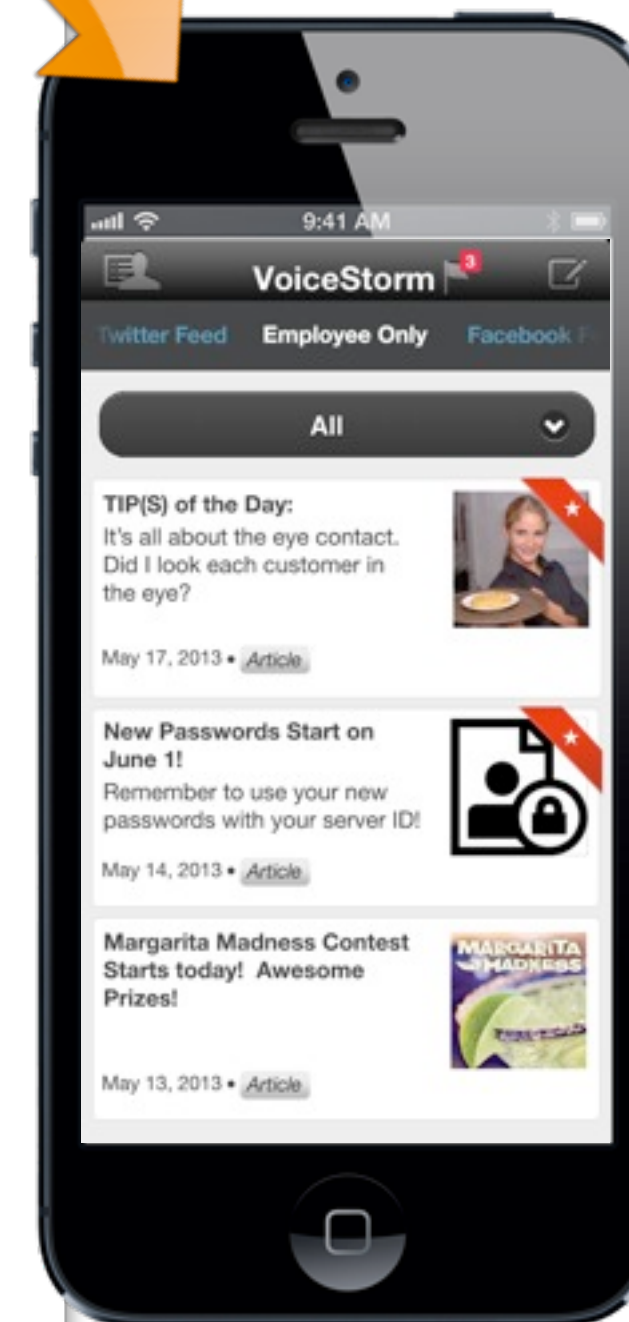 9:41 AM
VoiceStorm
3
Twitter Feed Employee Only Facebook F
All
TIP(S) of the Day:
It's all about the eye contact.
Did I look each customer in
the eye?
May 17, 2013 • Article
New Passwords Start on
June 1!
Remember to use your new
passwords with your server ID!
May 14, 2013 • Article
Margarita Madness Contest
Starts today!  Awesome
Prizes!
MARGARITA
MADNESS
May 13, 2013 • Article